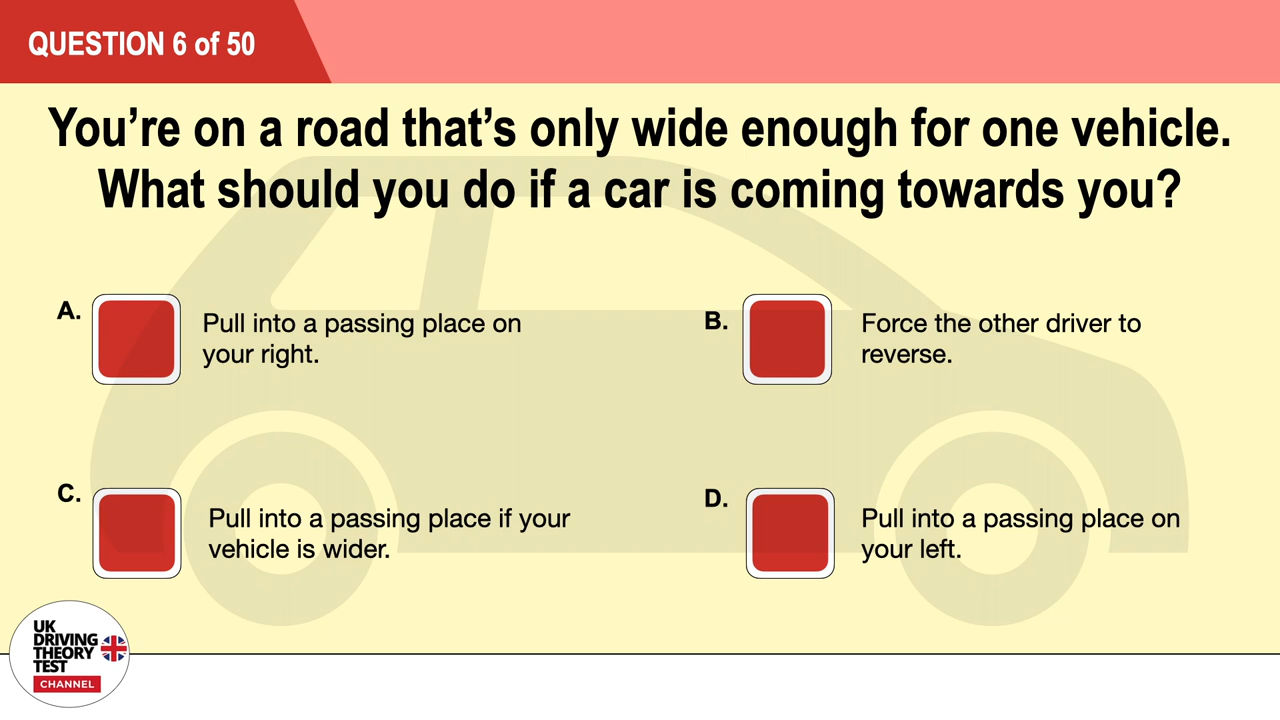 QUESTION 6 of 50
You’re on a road that’s only wide enough for one vehicle.
What should you do if a car is coming towards you?
A.
Pull into a passing place on
your right.
B.
Force the other driver to
reverse.
C.
Pull into a passing place if your
vehicle is wider.
D.
Pull into a passing place on
your left.
UK
DRIVING
THEORY
TEST
CHANNEL